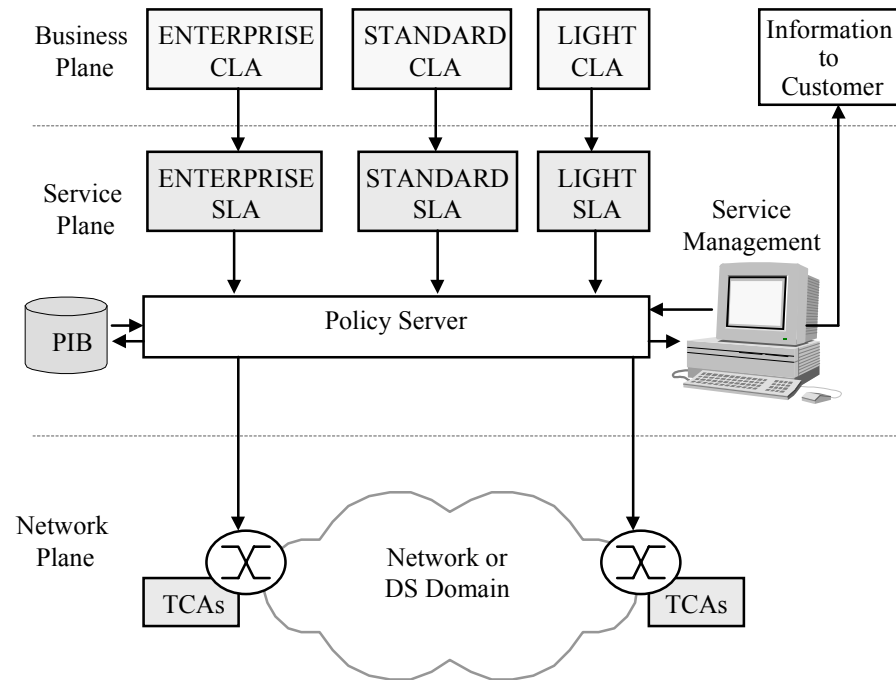 Business
Plane
ENTERPRISE
CLA
STANDARD
CLA
LIGHT
CLA
Information
to
Customer
Service
Plane
ENTERPRISE
SLA
STANDARD
SLA
LIGHT
SLA
Service
Management
PIB
Policy Server
Network
Plane
Network or
DS Domain
TCAs
TCAs